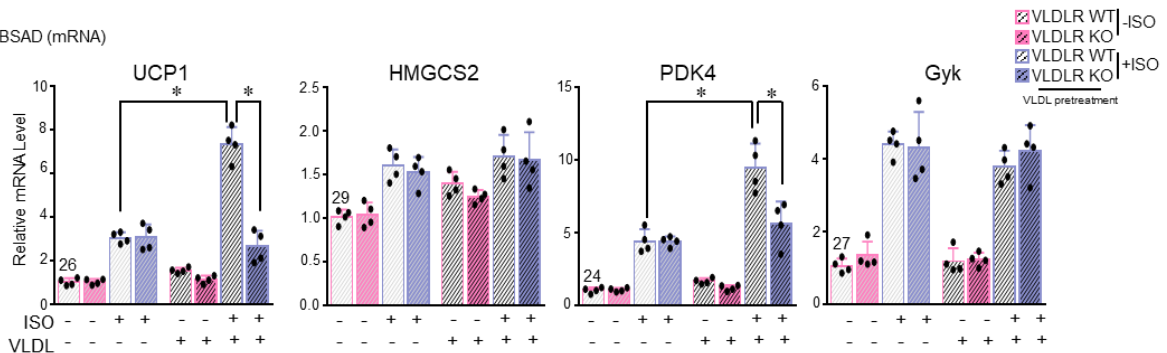 VLDLR WT
VLDLR KO
-ISO
VLDLR WT
VLDLR KO
+ISO
VLDL pretreatment
BSAD (mRNA)
UCP1
HMGCS2
PDK4
Gyk
Relative mRNA Level
10
8
6
4
2
0
26
*
*
2.5
2.0
1.5
1.0
0.5
0.0
29
15
10
5
0
24
*
*
6
4
2
0
27
ISO - - + + - - + + - - + + - - + + - - + + - - + + - - + + - - + +
VLDL - - - - + + + + - - - - + + + + - - - - + + + + - - - - + + + +